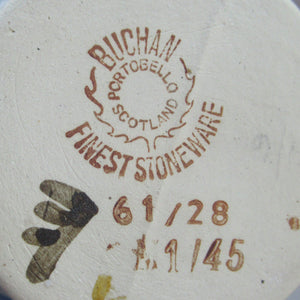 BUCHAN
PORTOBELLO
SCOTLAND
FINEST STONEWARE
61/28
1/45